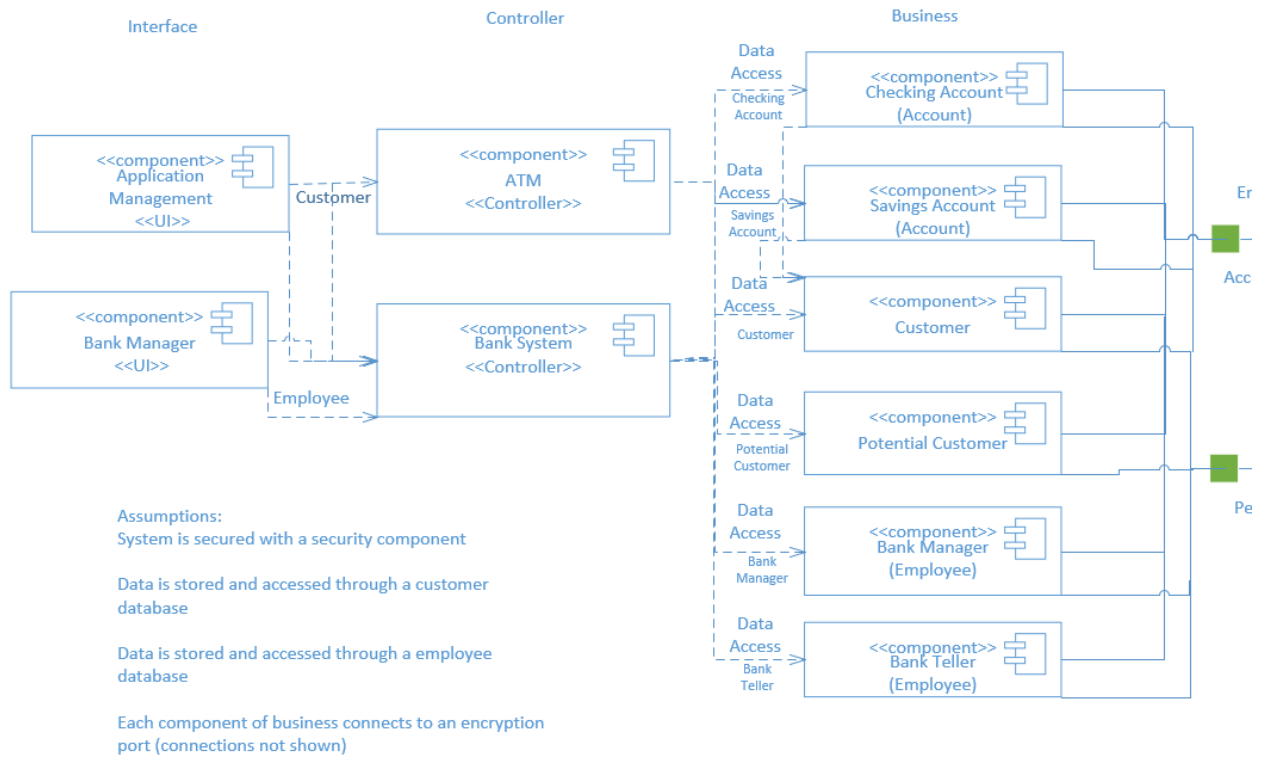 Interface
Controller
Business
<<component>>
Application
Management
<<UI>>
Customer
<<component>>
Bank Manager
<<UI>>
Employee
<<component>>
ATM
<<Controller>>
<<component>>
Bank System
<<Controller>>
Data
Access
Checking
Account
<<component>>
Checking Account
(Account)
Data
Access
Savings
Account
<<component>>
Savings Account
(Account)
Data
Access
Customer
<<component>>
Customer
Data
Access
Potential
Customer
<<component>>
Potential Customer
Data
Access
Bank
Manager
<<component>>
Bank Manager
(Employee)
Data
Access
Bank
Teller
<<component>>
Bank Teller
(Employee)
Er
Acc
Pe
Assumptions:
System is secured with a security component
Data is stored and accessed through a customer
database
Data is stored and accessed through a employee
database
Each component of business connects to an encryption
port (connections not shown)